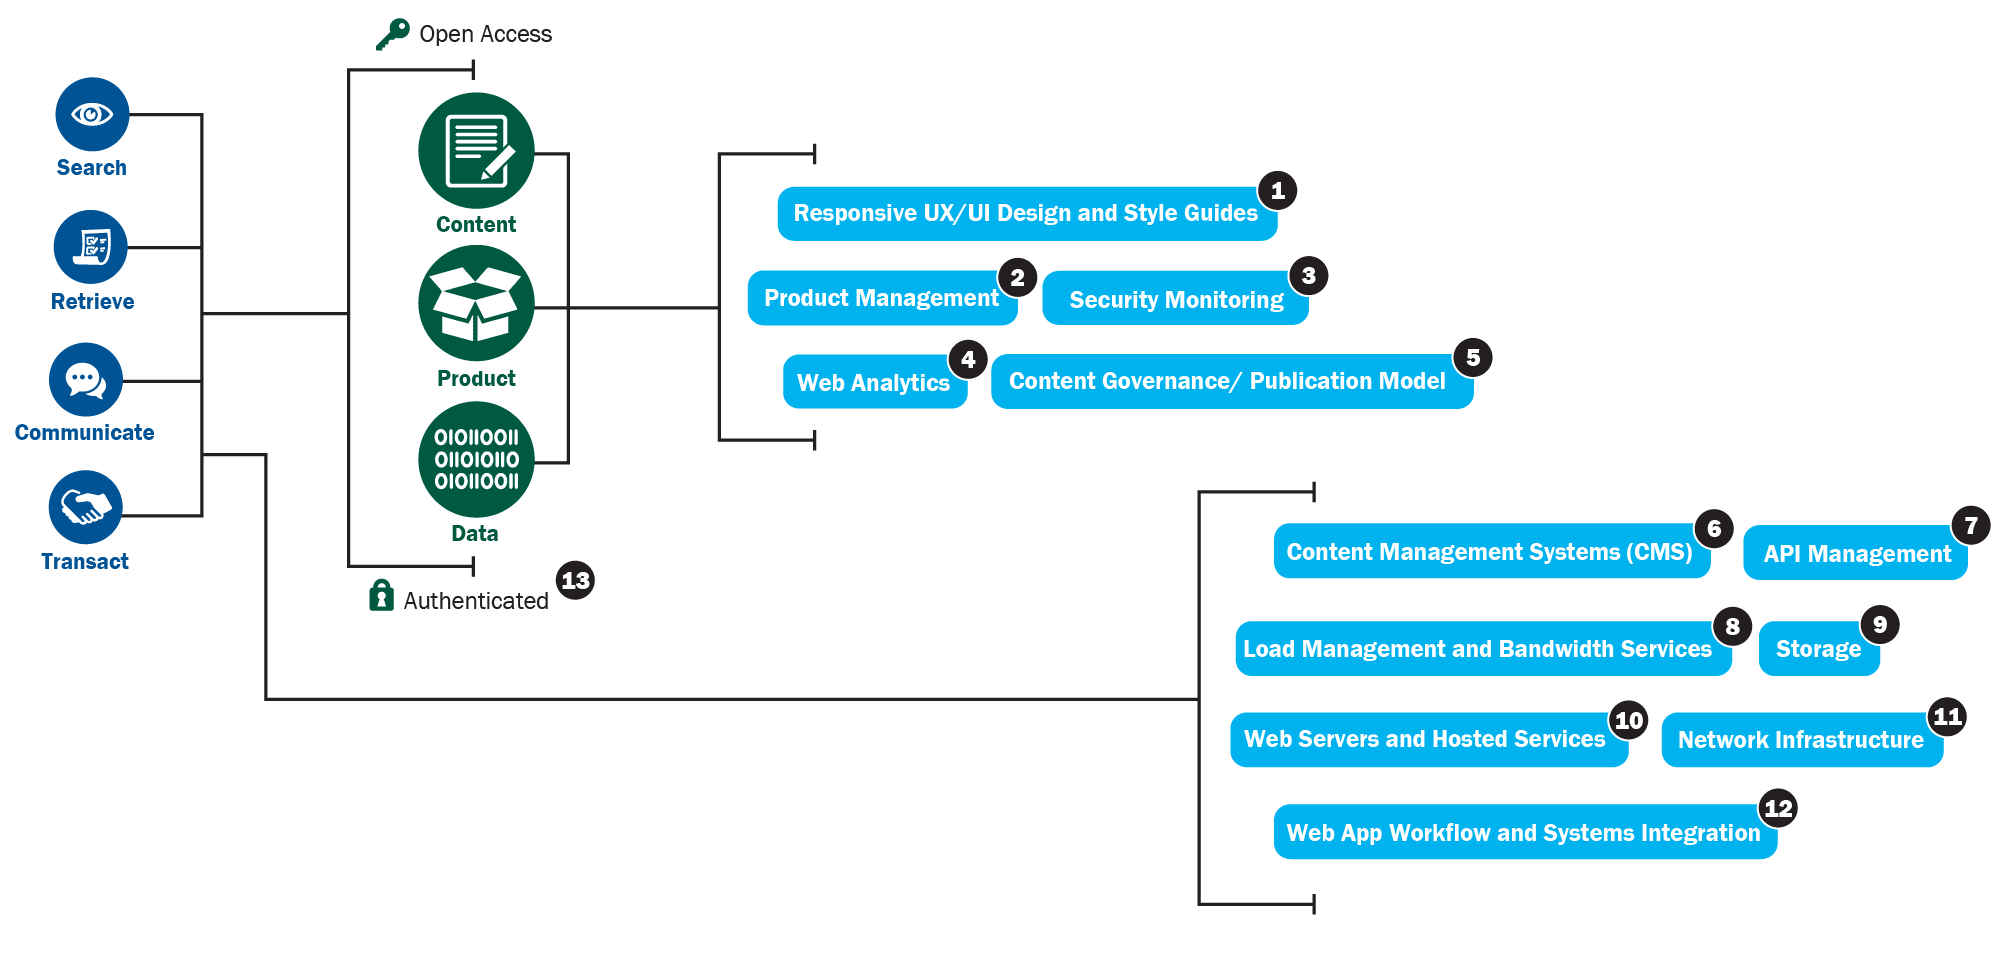 Open Access
Search
Retrieve
Communicate
Transact
Content
Product
01011001I
01101011O
010110011
Data
Authenticated 13
Responsive UX/UI Design and Style Guides 1
Product Management 2
Security Monitoring 3
Web Analytics 4
Content Governance/ Publication Model 5
Content Management Systems (CMS) 6
API Management 7
Load Management and Bandwidth Services 8
Storage 9
Web Servers and Hosted Services 10
Network Infrastructure 11
Web App Workflow and Systems Integration 12